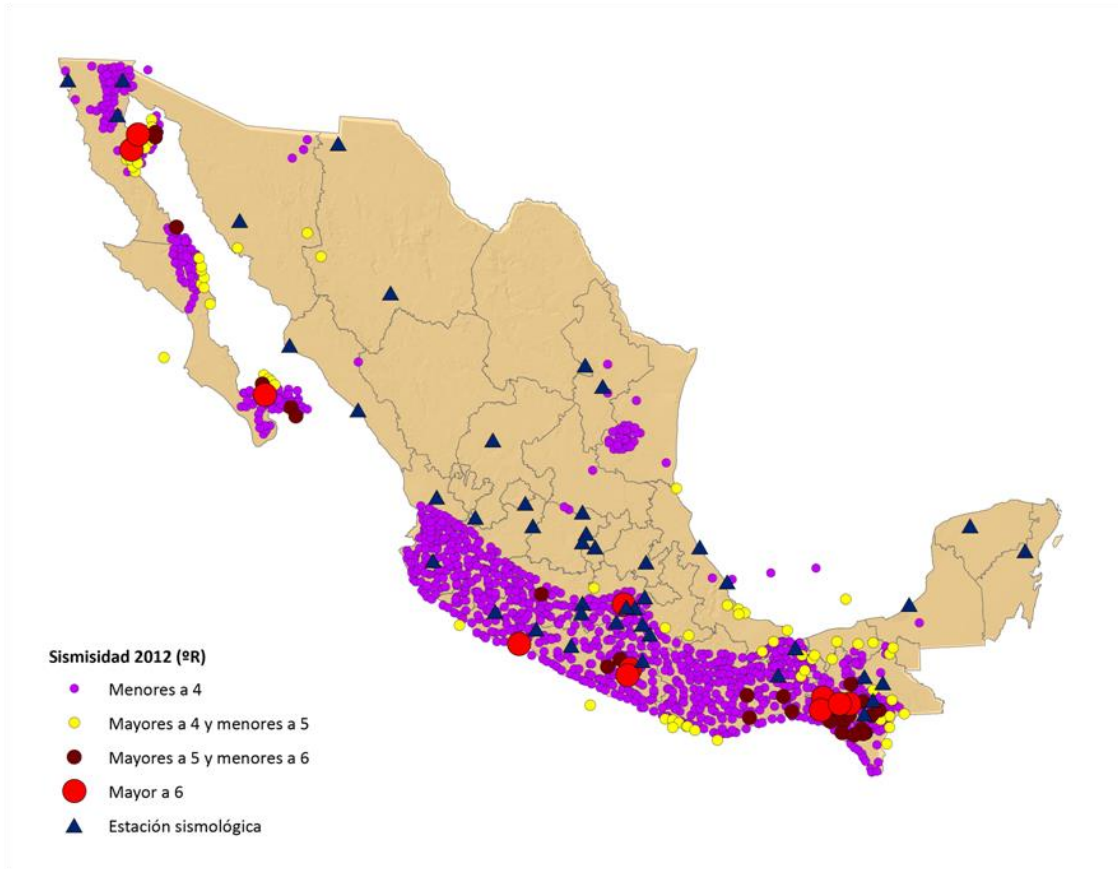 Sismisidad 2012 (ºR)
Menores a 4
Mayores a 4 y menores a 5
Mayores a 5 y menores a 6
Mayor a 6
Estación sismológica